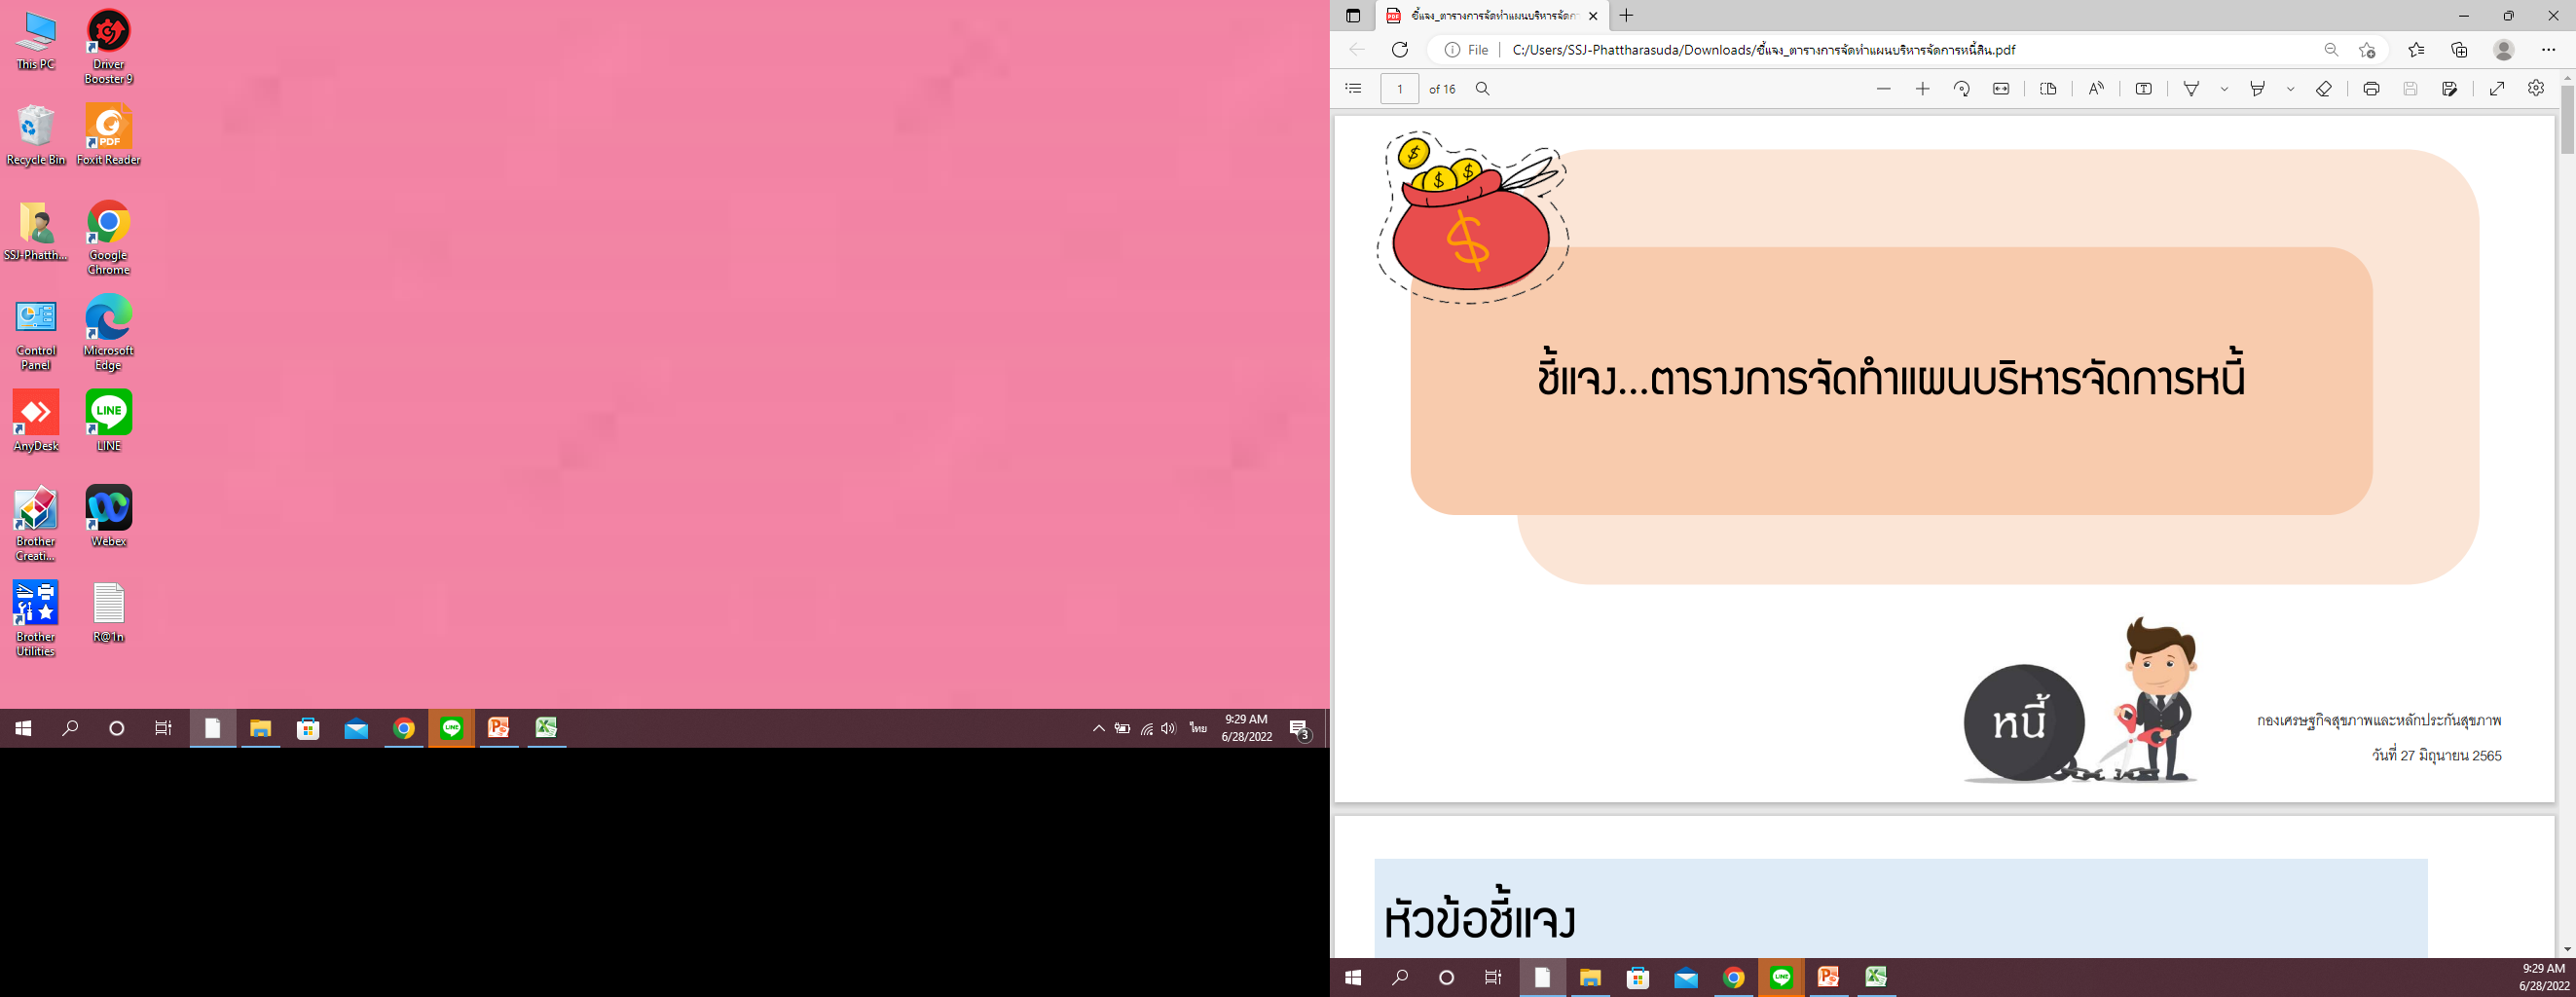 This PC
Driver
Booster 9
Recycle Bin
Foxit Reader
SSJ-Phatth...
Google
Chrome
Control
Panel
Microsoft
Edge
AnyDesk
LINE
Brother
Creati...
Webex
Brother
Utilities
R@1n
ไทย
9:29 AM
6/28/2022
3
ชี้แจง_ตารางการจัดทำแผนบริหารจัดกา
File
C:/Users/SSJ-Phattharasuda/Downloads/ชี้แจง_ตารางการจัดทำแผนบริหารจัดการหนี้สิน.pdf
1 of 16
ชี้แจง...ตารางการจัดทำแผนบริหารจัดการหนี้
หนี้
กองเศรษฐกิจสุขภาพและหลักประกันสุขภาพ
วันที่ 27 มิถุนายน 2565
หัวข้อชี้แจง
9:29 AM
6/28/2022